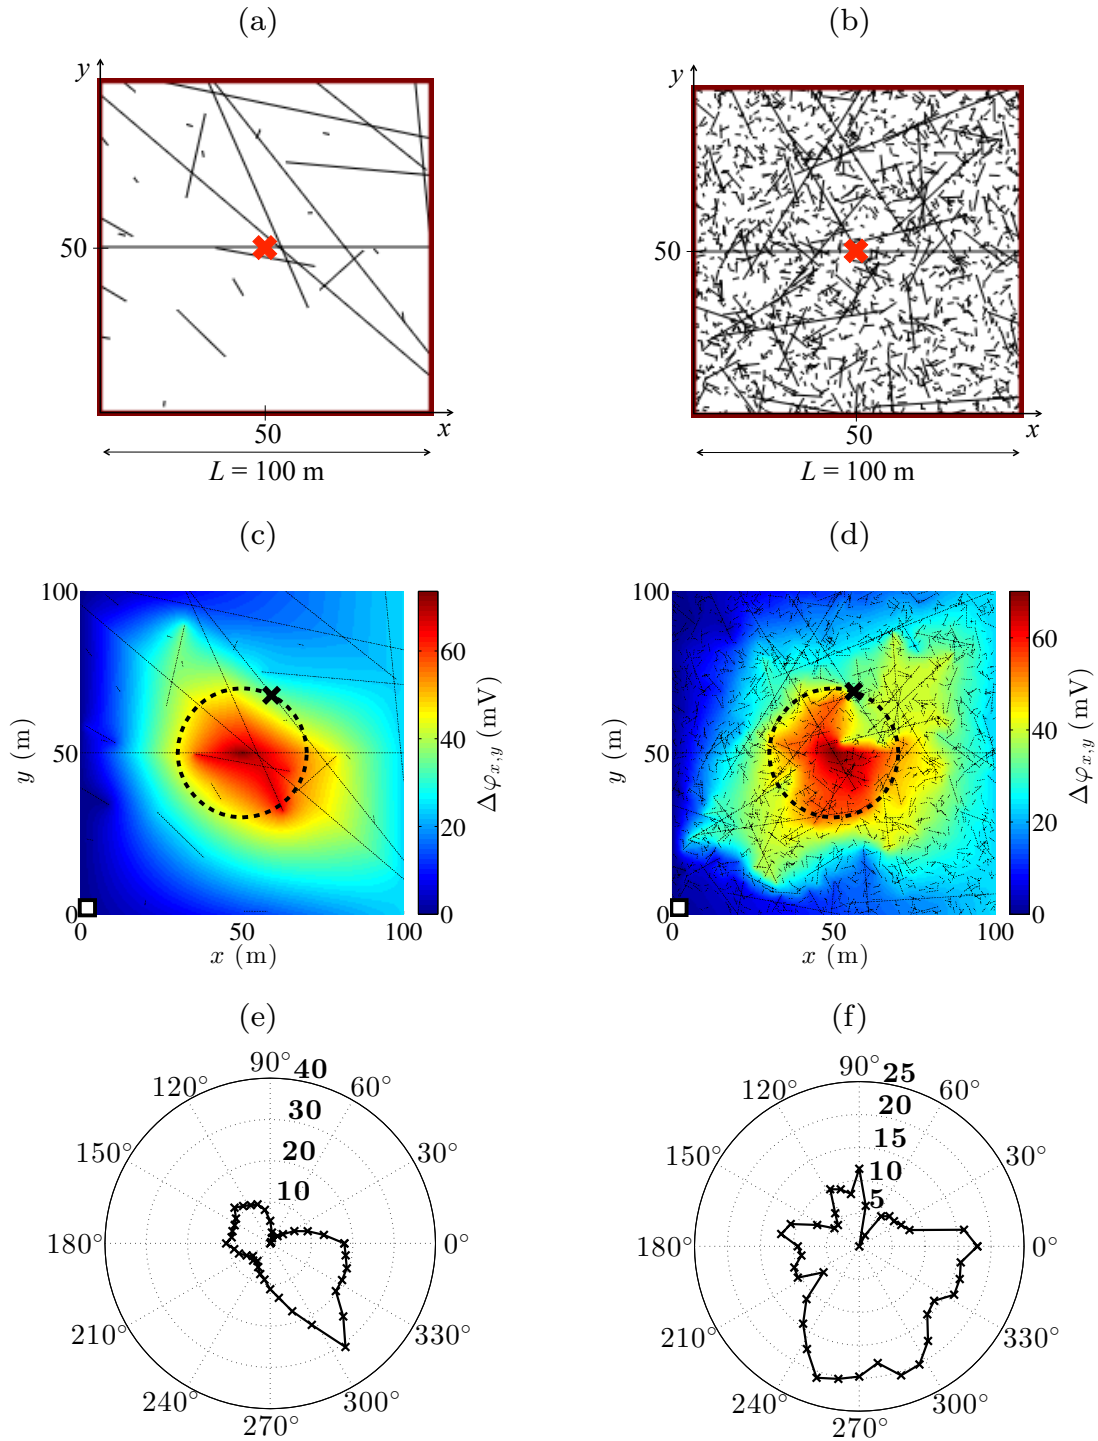 (a) (b)
y y
50 50
50 x 50 x
L = 100 m L = 100 m
(c) (d)
100 100
60 60
y (m) 50 40 Δφx,y (mV) y (m) 50 40 Δφx,y (mV)
20 20
0 0 0 0
0 50 100 0 50 100
x (m) x (m)
(e) (f)
90° 40 90° 25
120° 60° 120° 60°
30 20
150° 20 30° 150° 15 30°
10 10
5
180° 0° 180° 0°
210° 330° 210° 330°
240° 300° 240° 300°
270° 270°